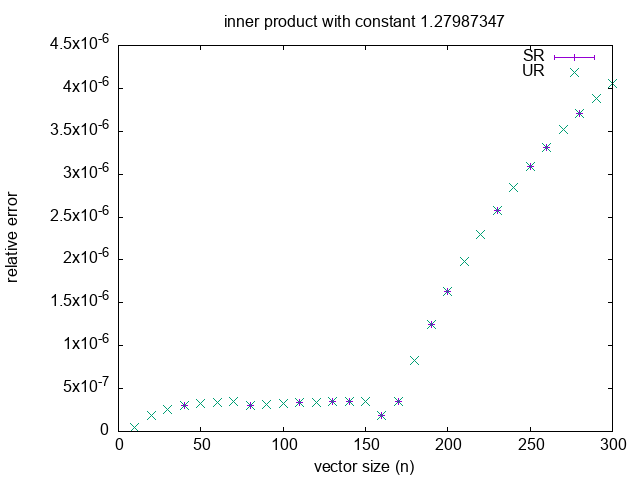 inner product with constant 1.27987347
4.5x10-6
SR
UR
4x10-6
3.5x10-6
3x10-6
2.5x10-6
2x10-6
1.5x10-6
1x10-6
5x10-7
0
relative error
0 50 100 150 200 250 300
vector size (n)